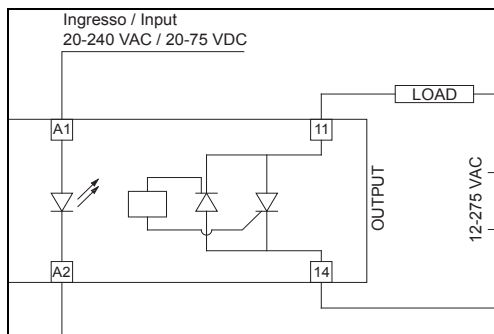 Ingresso / Input
20-240 VAC / 20-75 VDC
LOAD
A1
11
OUTPUT
12-275 VAC
A2
14